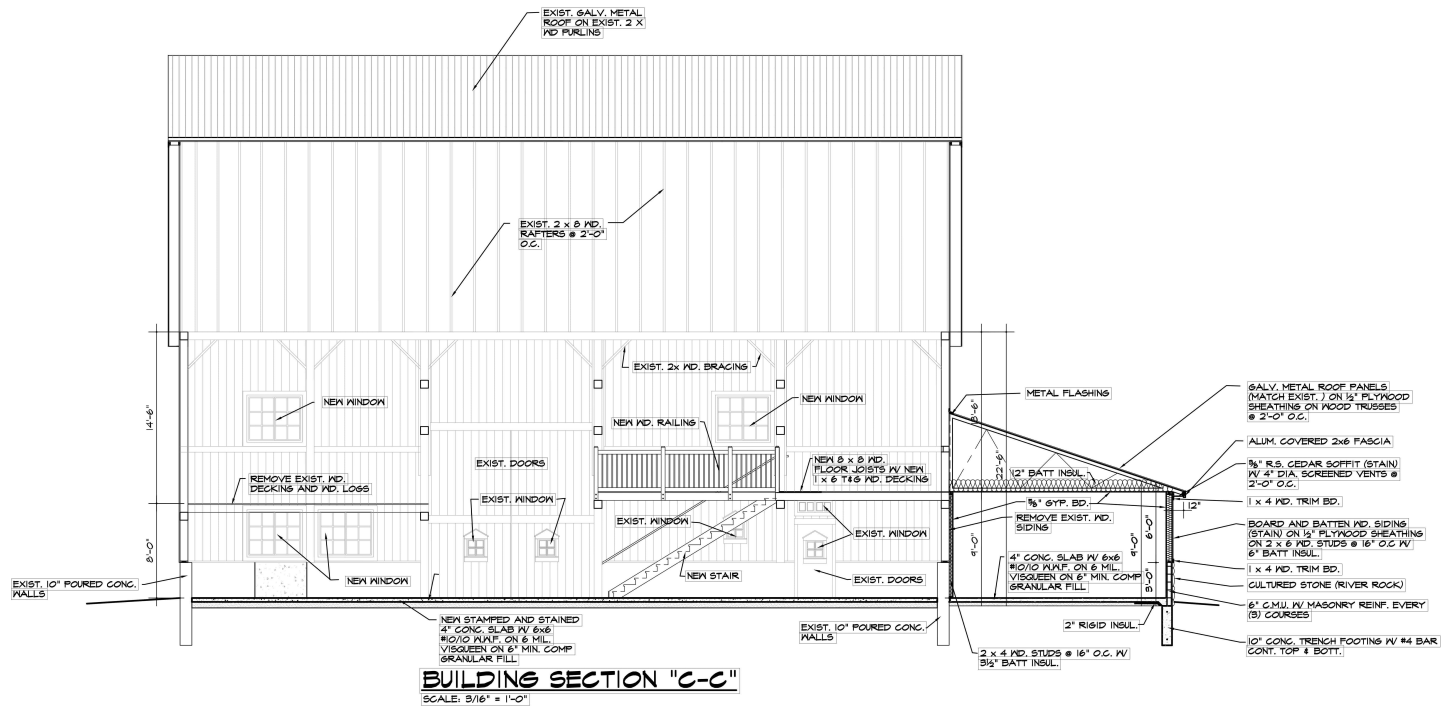 EXIST. GALV. METAL
ROOF ON EXIST. 2 X
WD PURLINS
EXIST. 2 x 8 WD.
RAFTERS @ 2'-0"
O.C.
EXIST. 2x WD. BRACING
14'-6"
NEW WINDOW
NEW WINDOW
NEW WD. RAILING
EXIST. DOORS
NEW 8 x 8 WD.
FLOOR JOISTS W/ NEW
1 x 6 T&G WD. DECKING
REMOVE EXIST. WD.
DECKING AND WD. LOGS
EXIST. WINDOW
EXIST. WINDOW
EXIST. WINDOW
8'-0"
NEW WINDOW
NEW STAIR
EXIST. DOORS
EXIST. 10" POURED CONC.
WALLS
NEW STAMPED AND STAINED
4" CONC. SLAB W/ 6x6
#10/10 W.W.F. ON 6 MIL.
VISQUEEN ON 6" MIN. COMP
GRANULAR FILL
EXIST. 10" POURED CONC.
WALLS
METAL FLASHING
22'-6"
12" BATT INSUL.
5/8" GYP. BD.
REMOVE EXIST. WD.
SIDING
9'-0"
9'-0"
6'-0"
3'-0"
12"
4" CONC. SLAB W/ 6x6
#10/10 W.W.F. ON 6 MIL.
VISQUEEN ON 6" MIN. COMP
GRANULAR FILL
2" RIGID INSUL.
2 x 4 WD. STUDS @ 16" O.C. W/
3½" BATT INSUL.
GALV. METAL ROOF PANELS
(MATCH EXIST. ) ON ½" PLYWOOD
SHEATHING ON WOOD TRUSSES
@ 2'-0" O.C.
ALUM. COVERED 2x6 FASCIA
⅜" R.S. CEDAR SOFFIT (STAIN)
W/ 4" DIA. SCREENED VENTS @
2'-0" O.C.
1 x 4 WD. TRIM BD.
BOARD AND BATTEN WD. SIDING
(STAIN) ON ½" PLYWOOD SHEATHING
ON 2 x 6 WD. STUDS @ 16" O.C W/
6" BATT INSUL.
1 x 4 WD. TRIM BD.
CULTURED STONE (RIVER ROCK)
6" C.M.U. W/ MASONRY REINF. EVERY
(3) COURSES
10" CONC. TRENCH FOOTING W/ #4 BAR
CONT. TOP & BOTT.
BUILDING SECTION "C-C"
SCALE: 3/16" = 1'-0"